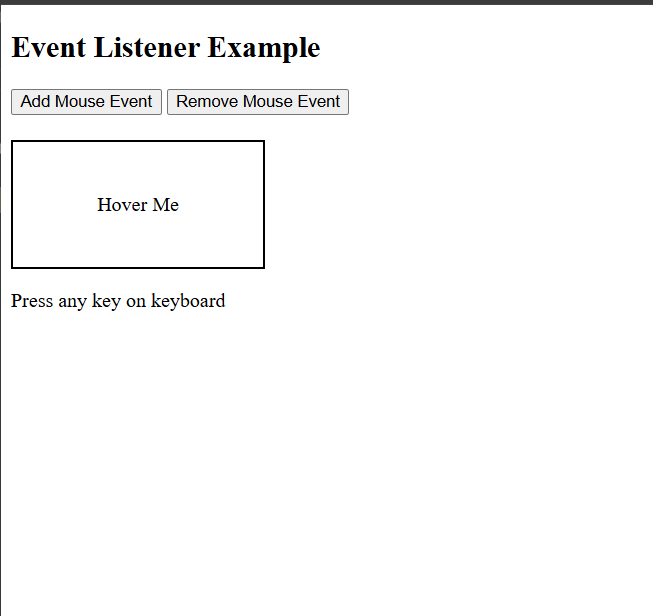 Event Listener Example
Add Mouse Event Remove Mouse Event
Hover Me
Press any key on keyboard